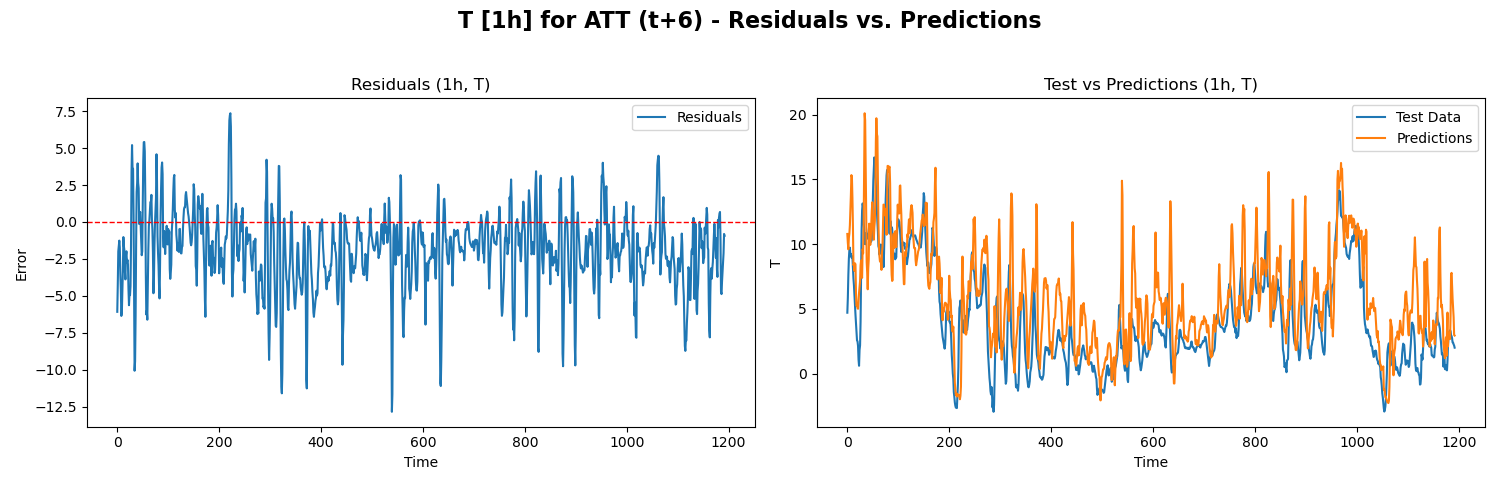 T [1h] for ATT (t+6) - Residuals vs. Predictions
Residuals (1h, T)
Residuals
7.5
5.0
2.5
0.0
−2.5
−5.0
−7.5
−10.0
−12.5
Error
0
200
400
600
800
1000
1200
Time
Test vs Predictions (1h, T)
Test Data
Predictions
20
15
10
5
0
T
0
200
400
600
800
1000
1200
Time